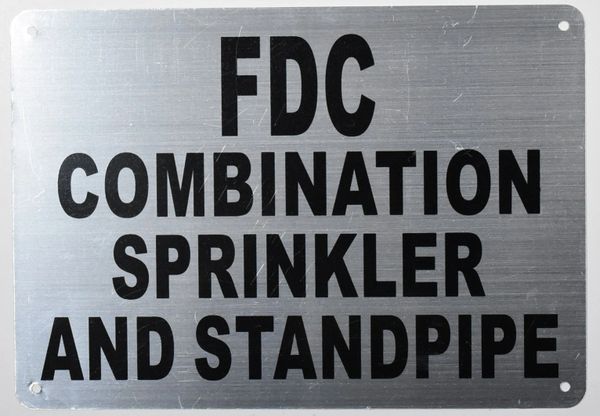 FDC
COMBINATION
SPRINKLER
AND STANDPIPE